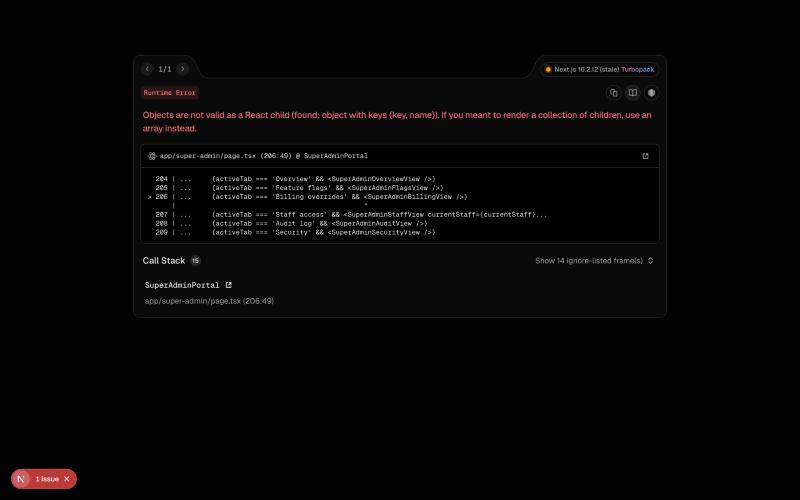 1/1
Next.js 16.2.12 (stale) Turbopack
Runtime Error
Objects are not valid as a React child (found: object with keys {key, name}). If you meant to render a collection of children, use an
array instead.
app/super-admin/page.tsx (206:49) @ SuperAdminPortal
204 | ... {activeTab === 'Overview' && <SuperAdminOverviewView />}
205 | ... {activeTab === 'Feature flags' && <SuperAdminFlagsView />}
> 206 | ... {activeTab === 'Billing overrides' && <SuperAdminBillingView />}
| ^
207 | ... {activeTab === 'Staff access' && <SuperAdminStaffView currentStaff={currentStaff}...
208 | ... {activeTab === 'Audit log' && <SuperAdminAuditView />}
209 | ... {activeTab === 'Security' && <SuperAdminSecurityView />}
Call Stack 15
Show 14 ignore-listed frame(s)
SuperAdminPortal
app/super-admin/page.tsx (206:49)
N 1 Issue